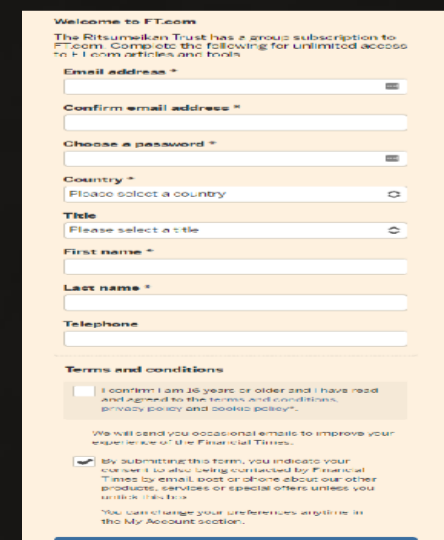 Welcome to FT.com
The Ritsumeikan Trust has a group subscription to
FT.com. Complete the following for unlimited access
to FT.com articles and tools
Email address *
Confirm email address *
Choose a password *
Country *
Please select a country
Title
Please select a title
First name *
Last name *
Telephone
Terms and conditions
I confirm I am 16 years or older and I have read
and agreed to the terms and conditions,
privacy policy and cookie policy*.
We will send you occasional emails to improve your
experience of the Financial Times.
By submitting this form, you indicate your
consent to also being contacted by Financial
Times by email, post or phone about our other
products, services or special offers unless you
untick this box
You can change your preferences anytime in
the My Account section.